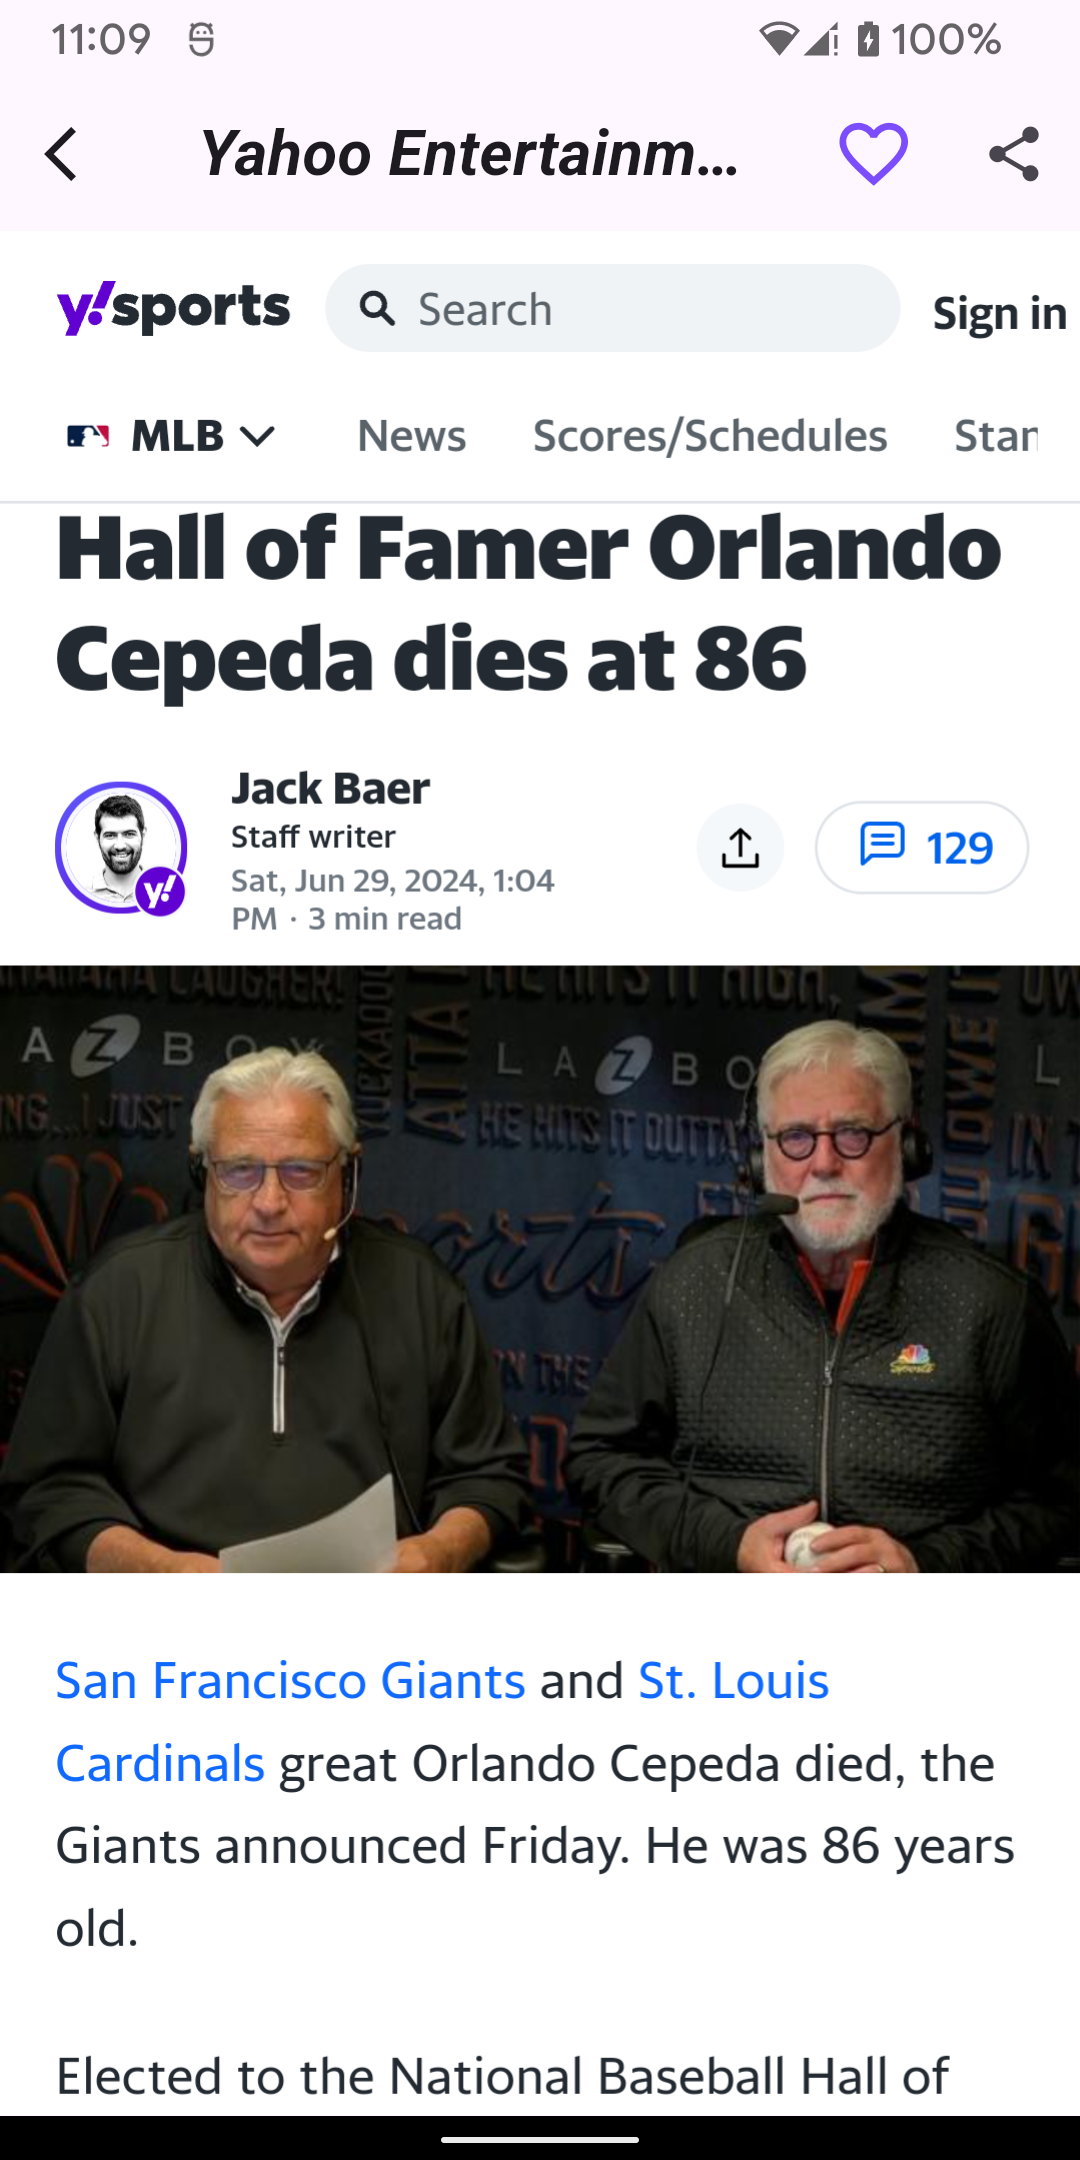 11:09
100%
Yahoo Entertainm...
y!sports
Search
Sign in
MLB
News
Scores/Schedules
Hall of Famer Orlando
Cepeda dies at 86
Jack Baer
Staff writer
Sat, Jun 29, 2024, 1:04
PM · 3 min read
129
y!
HE HITS IT HIGH,
A Z B O
L A Z B O
L
I JUST
HE HITS IT OUTTA
IN THE
San Francisco Giants and St. Louis
Cardinals great Orlando Cepeda died, the
Giants announced Friday. He was 86 years
old.
Elected to the National Baseball Hall of